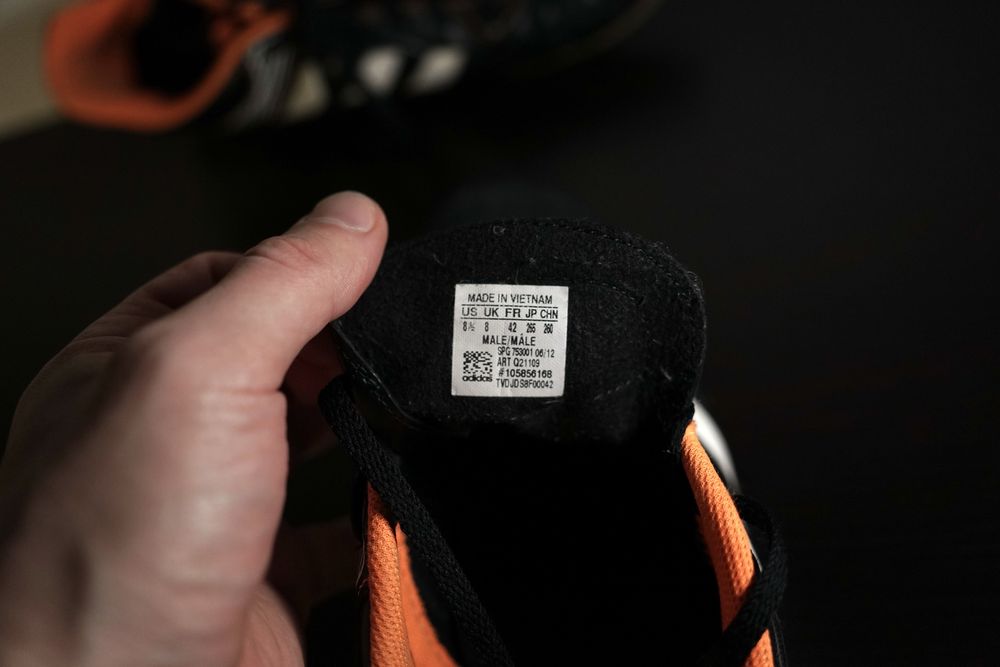 MADE IN VIETNAM
US UK FR JP CHN
8½ 8 42 265 260
MALE/MÂLE
SPG 753001 06/12
ART Q21109
#105856168
adidas TVDJDS8F00042